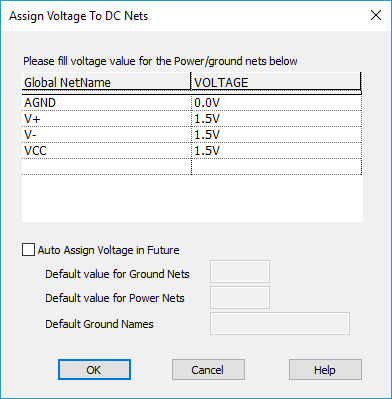 Assign Voltage To DC Nets
Please fill voltage value for the Power/ground nets below
Global NetName VOLTAGE
AGND 0.0V
V+ 1.5V
V- 1.5V
VCC 1.5V
Auto Assign Voltage in Future
Default value for Ground Nets
Default value for Power Nets
Default Ground Names
OK Cancel Help